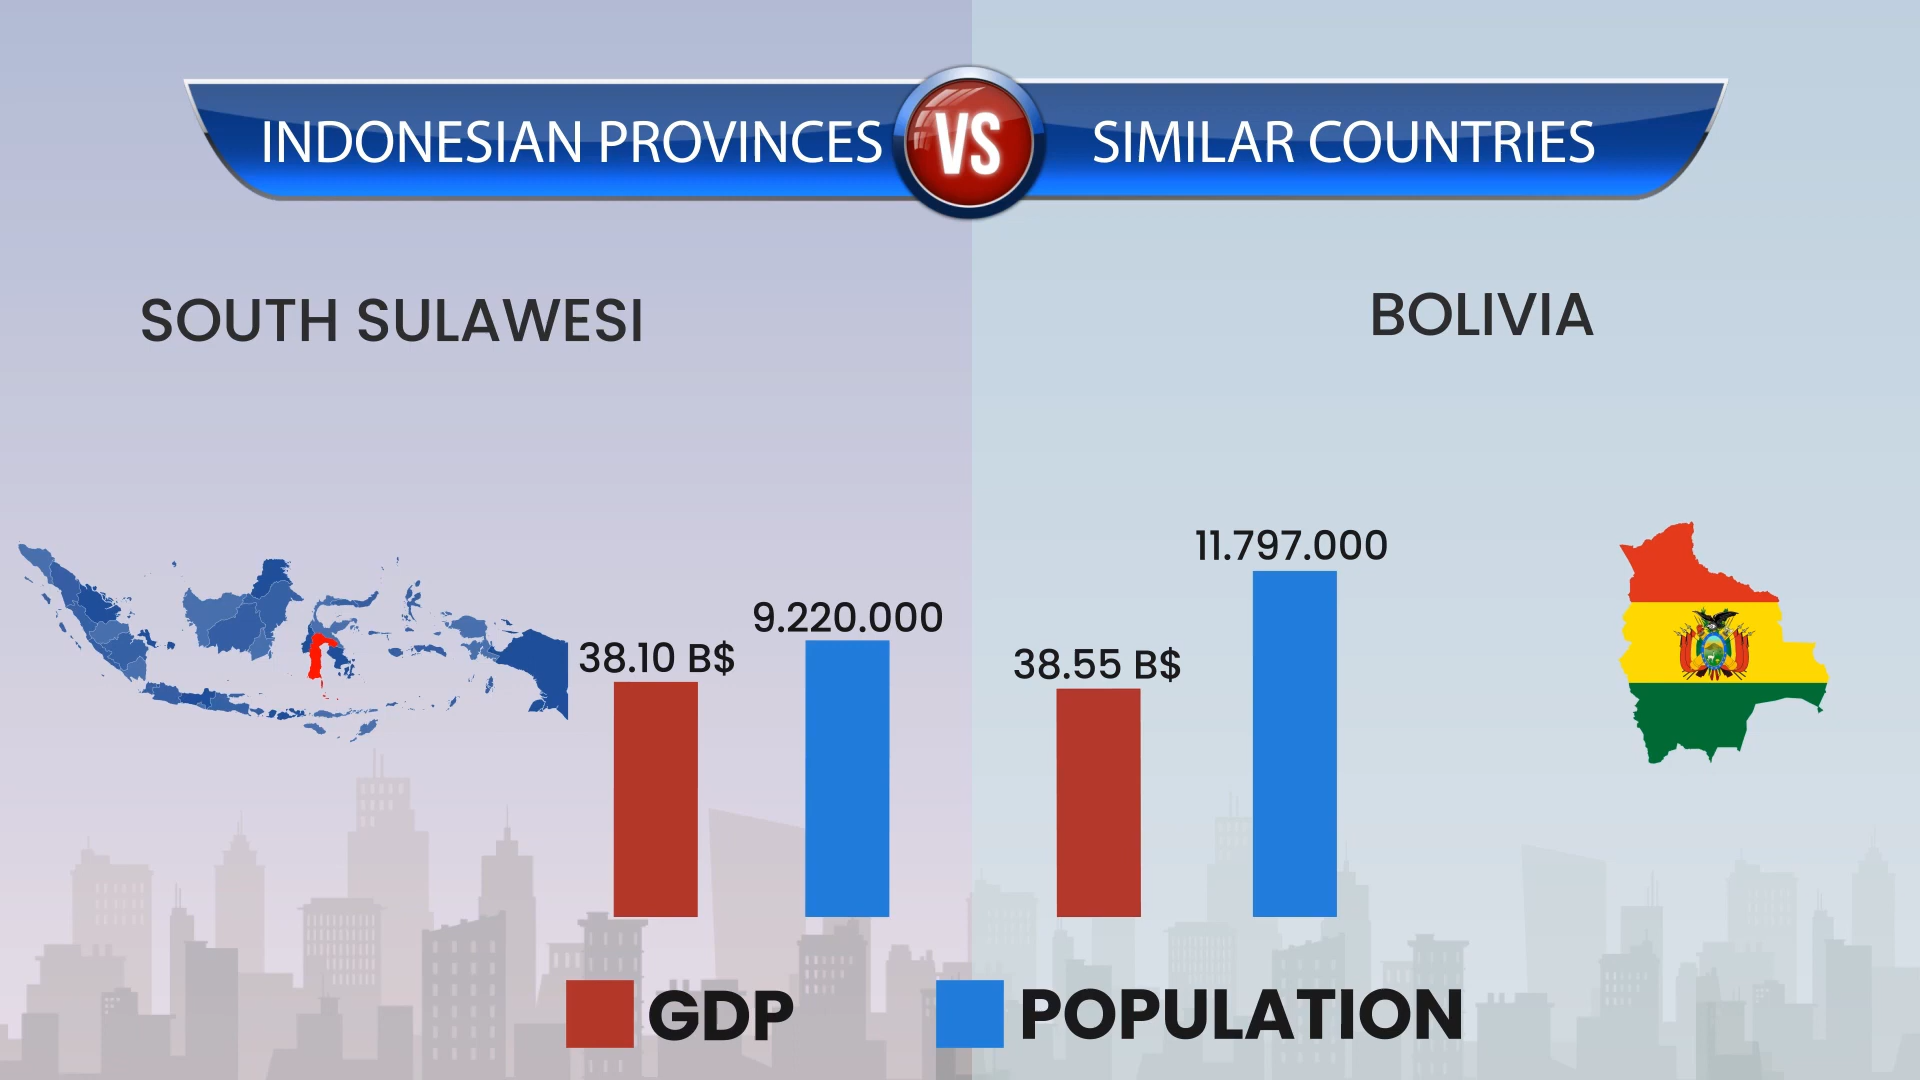 INDONESIAN PROVINCES VS SIMILAR COUNTRIES
SOUTH SULAWESI
BOLIVIA
38.10 B$
9.220.000
38.55 B$
11.797.000
GDP
POPULATION